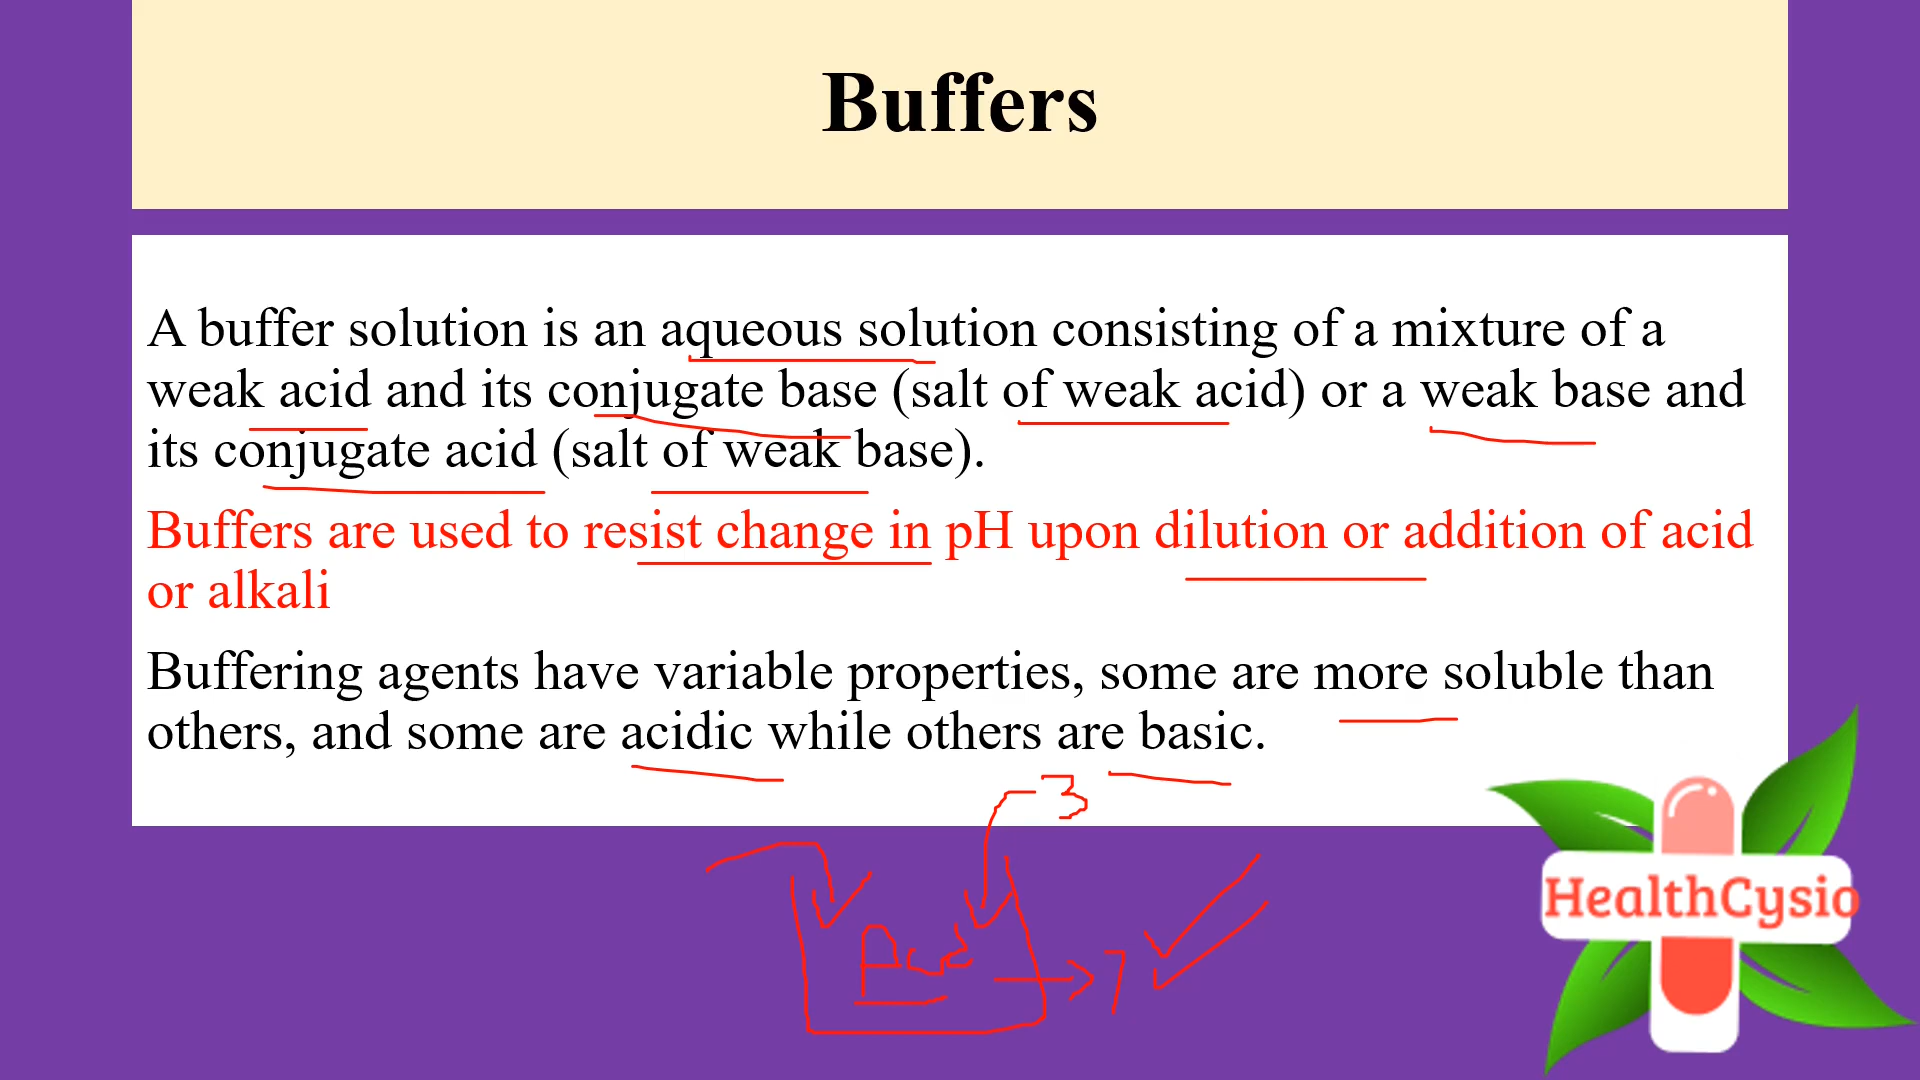 Buffers
A buffer solution is an aqueous solution consisting of a mixture of a
weak acid and its conjugate base (salt of weak acid) or a weak base and
its conjugate acid (salt of weak base).
Buffers are used to resist change in pH upon dilution or addition of acid
or alkali
Buffering agents have variable properties, some are more soluble than
others, and some are acidic while others are basic.
3
Acid
7
HealthCysio